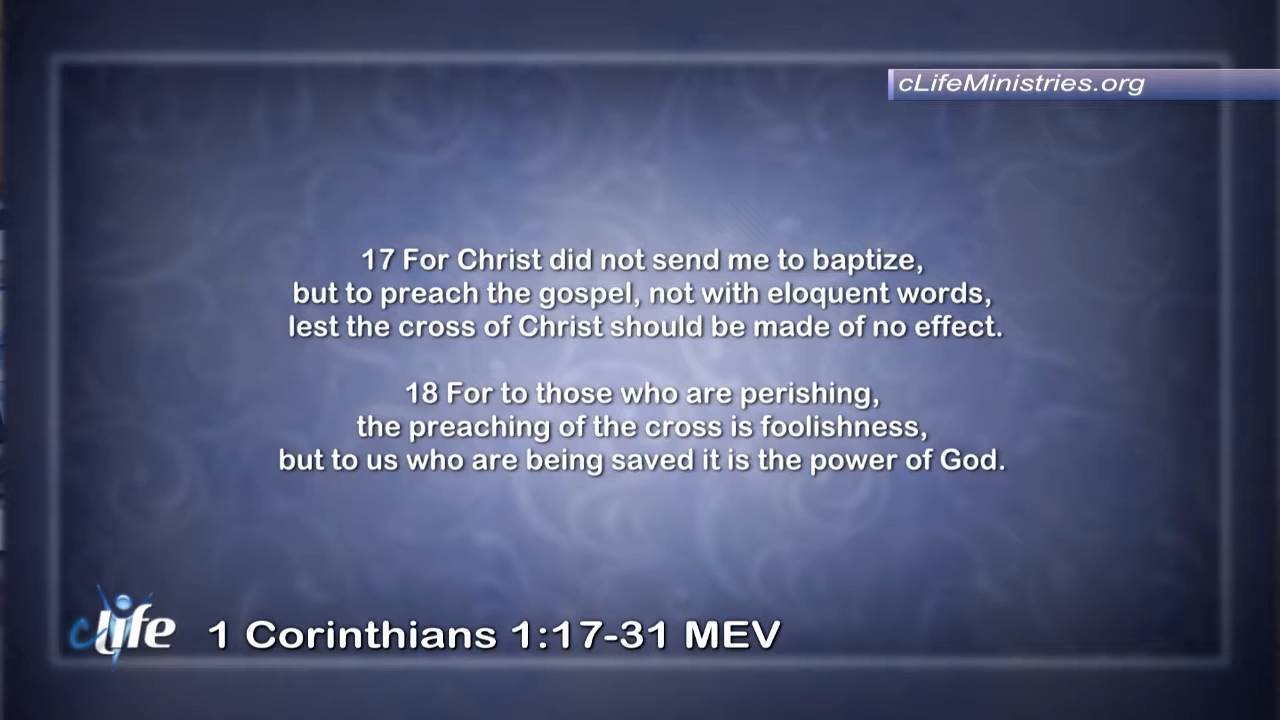 cLifeMinistries.org
17 For Christ did not send me to baptize,
but to preach the gospel, not with eloquent words,
lest the cross of Christ should be made of no effect.
18 For to those who are perishing,
the preaching of the cross is foolishness,
but to us who are being saved it is the power of God.
cLife
1 Corinthians 1:17-31 MEV